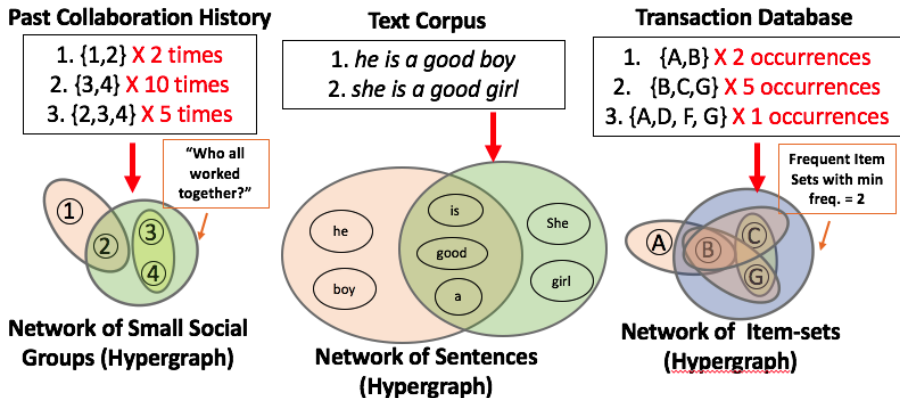 Past Collaboration History
1. {1,2} X 2 times
2. {3,4} X 10 times
3. {2,3,4} X 5 times
"Who all
worked
together?"
1
2
3
4
Network of Small Social
Groups (Hypergraph)
Text Corpus
1. he is a good boy
2. she is a good girl
he
boy
is
good
a
She
girl
Network of Sentences
(Hypergraph)
Transaction Database
1. {A,B} X 2 occurrences
2. {B,C,G} X 5 occurrences
3. {A,D, F, G} X 1 occurrences
Frequent Item
Sets with min
freq. = 2
A
B
C
G
Network of Item-sets
(Hypergraph)